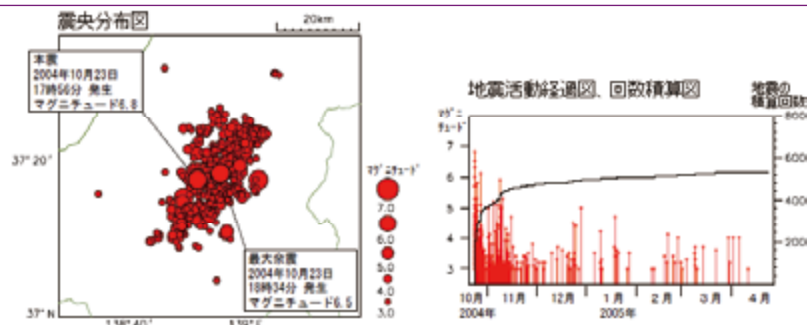 震央分布図
20km
本震
2004年10月23日
17時56分 発生
マグニチュード6.8
37°20'
37°N
138°40'
139°E
最大余震
2004年10月23日
18時34分 発生
マグニチュード6.5
マグニチュード
7.0
6.0
5.0
4.0
3.0
地震活動経過図、回数積算図
マグニ
チュード
地震の
積算回数
7
6
5
4
3
8000
6000
4000
2000
10月 11月 12月 1月 2月 3月 4月
2004年 2005年